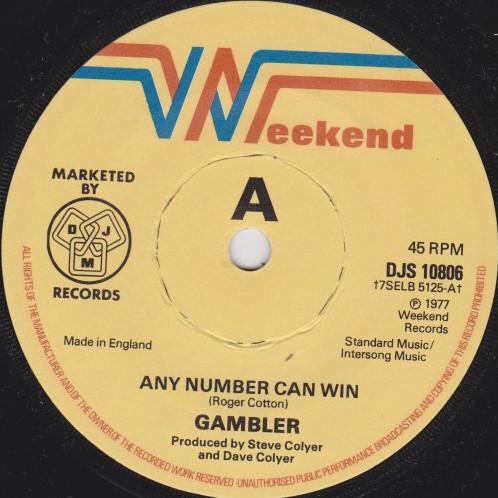 Weekend
MARKETED
BY
DJM
RECORDS
A
45 RPM
DJS 10806
†7SELB 5125-A†
℗ 1977
Weekend
Records
Standard Music/
Intersong Music
Made in England
ANY NUMBER CAN WIN
(Roger Cotton)
GAMBLER
Produced by Steve Colyer
and Dave Colyer
ALL RIGHTS OF THE MANUFACTURER AND OF THE OWNER OF THE RECORDED WORK RESERVED UNAUTHORISED PUBLIC PERFORMANCE BROADCASTING AND COPYING OF THIS RECORD PROHIBITED